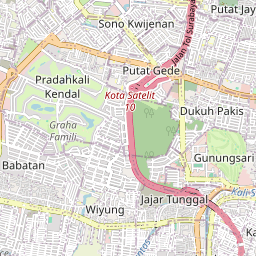 Sono Kwijenan
Putat Jay
Jalan Tol Surabaya
Putat Gede
Pradahkali
Kendal
Kota Satelit
10
Dukuh Pakis
Graha
Famili
Gunungsari
Babatan
Kali S
Jajar Tunggal
Wiyung